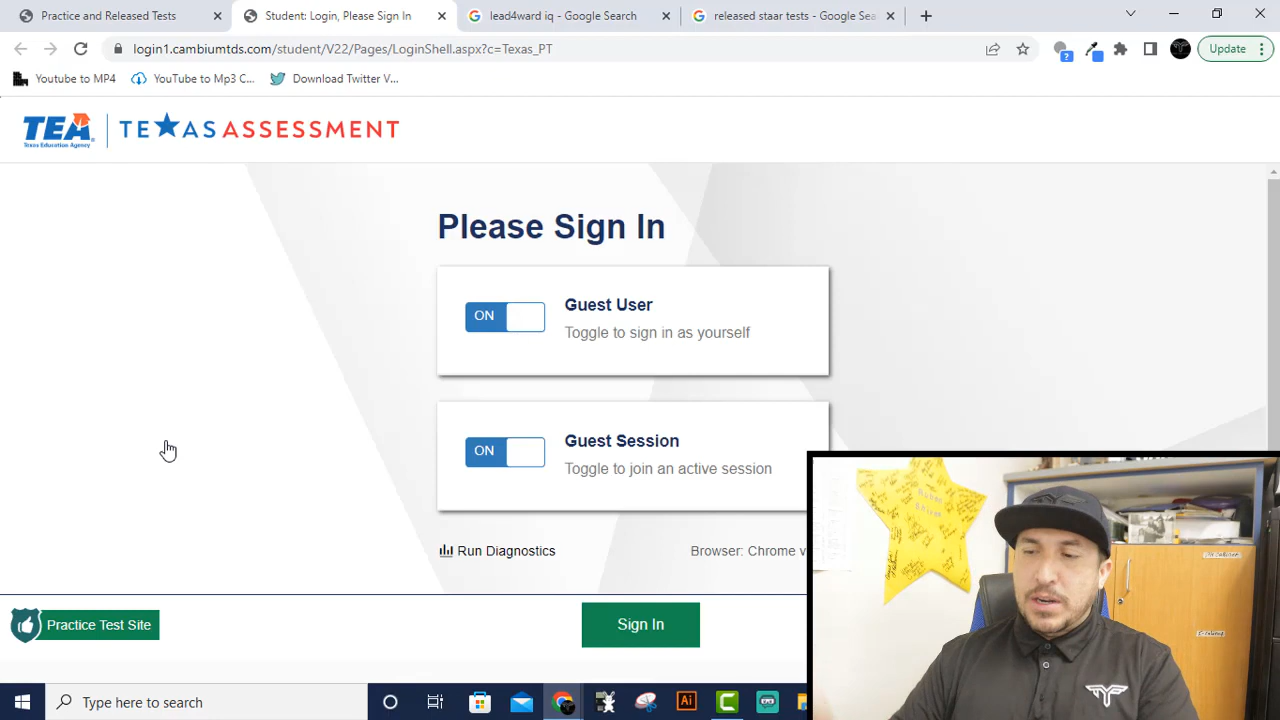 Practice and Released Tests
Student: Login, Please Sign In
lead4ward iq - Google Search
released staar tests - Google Se
login1.cambiumtds.com/student/V22/Pages/LoginShell.aspx?c=Texas_PT
Update
Youtube to MP4
YouTube to Mp3 C...
Download Twitter V...
TEA
Texas Education Agency
TEXAS ASSESSMENT
Please Sign In
ON
Guest User
Toggle to sign in as yourself
ON
Guest Session
Toggle to join an active session
Run Diagnostics
Browser: Chrome v
Practice Test Site
Sign In
Type here to search
Ai